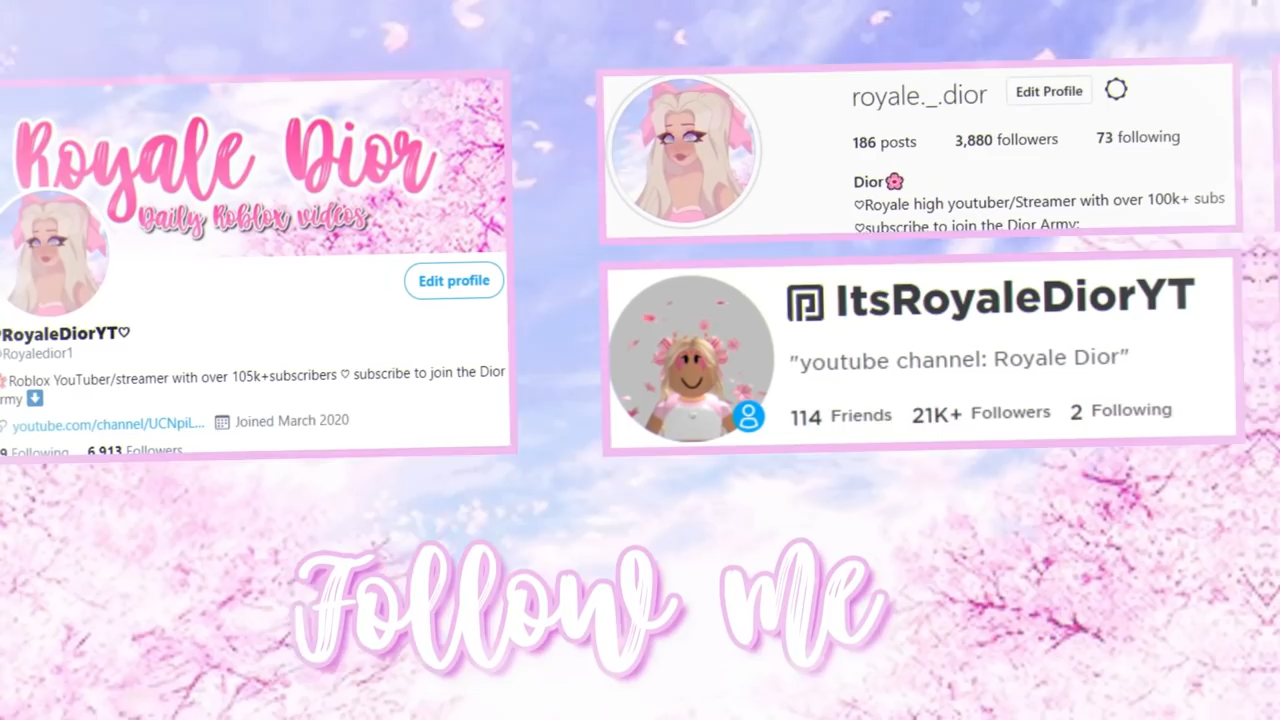 Royale Dior
Daily Roblox videos
Edit profile
RoyaleDiorYT♡
Royaledior1
Roblox YouTuber/streamer with over 105k+subscribers ♡ subscribe to join the Dior
rmy ⬇️
youtube.com/channel/UCNpiL... Joined March 2020
9 Following 6,913 Followers
royale._.dior Edit Profile
186 posts 3,880 followers 73 following
Dior🌸
♡Royale high youtuber/Streamer with over 100k+ subs
♡subscribe to join the Dior Army:
ItsRoyaleDiorYT
"youtube channel: Royale Dior"
114 Friends 21K+ Followers 2 Following
Follow me